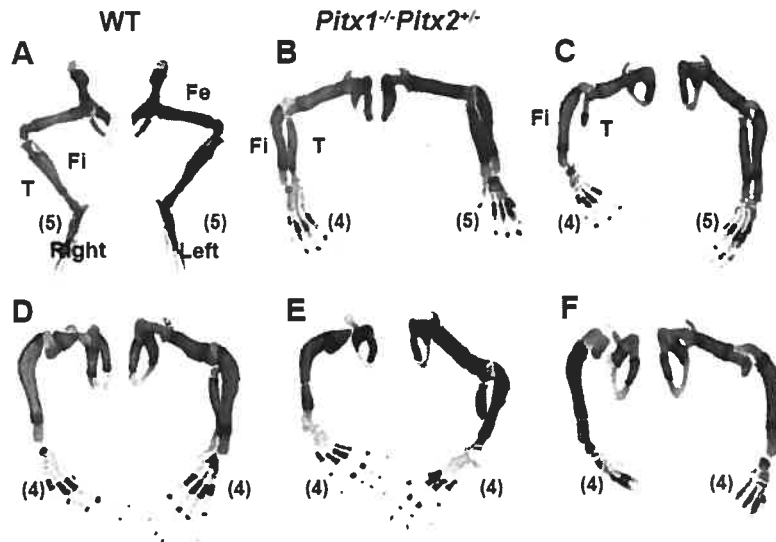 WT
Pitx1-/-Pitx2+/-
A
B
C
Fe
Fi
T
(5)
(5)
Right
Left
Fi
T
(4)
(5)
Fi
T
(4)
(5)
D
E
F
(4)
(4)
(4)
(4)
(4)
(4)